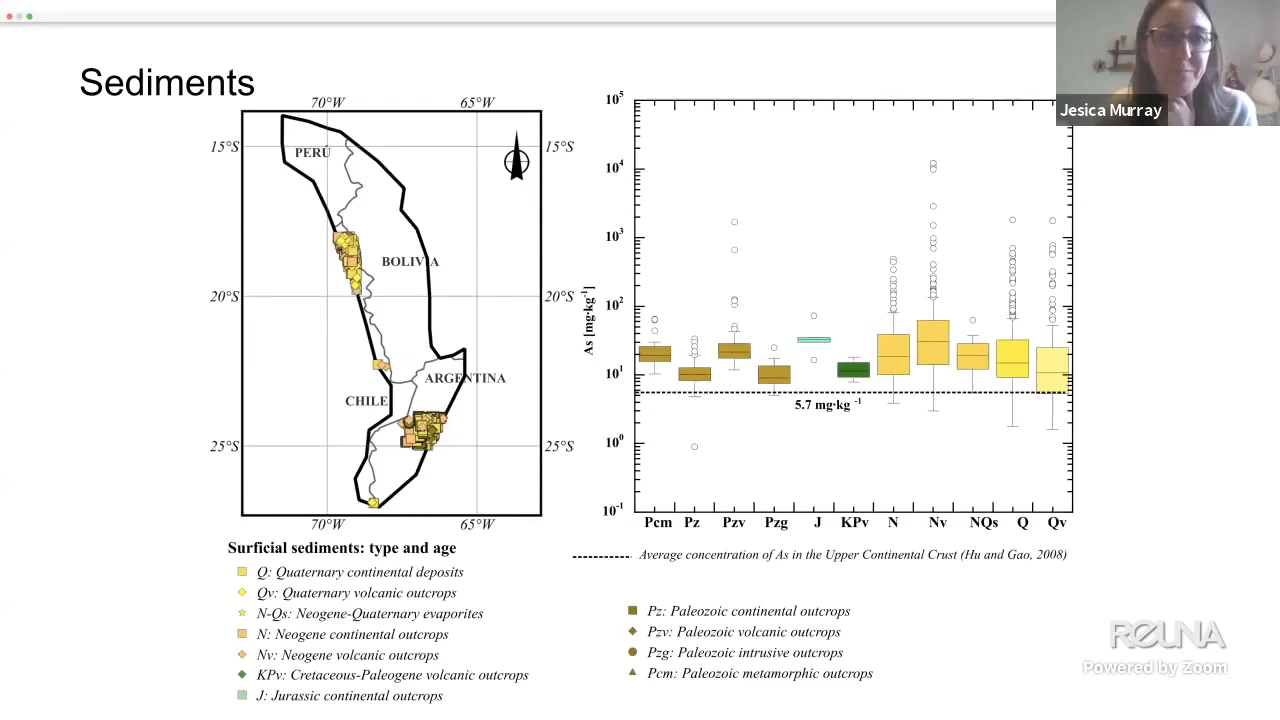 Sediments
Jesica Murray
70°W 65°W
15°S 15°S
PERÚ
BOLIVIA
20°S 20°S
ARGENTINA
CHILE
25°S 25°S
70°W 65°W
10⁵
10⁴
10³
10²
10¹
10⁰
10⁻¹
As [mg·kg⁻¹]
5.7 mg·kg ⁻¹
Pcm Pz Pzv Pzg J KPv N Nv NQs Q Qv
Average concentration of As in the Upper Continental Crust (Hu and Gao, 2008)
Surficial sediments: type and age
Q: Quaternary continental deposits
Qv: Quaternary volcanic outcrops
N-Qs: Neogene-Quaternary evaporites
N: Neogene continental outcrops
Nv: Neogene volcanic outcrops
KPv: Cretaceous-Paleogene volcanic outcrops
J: Jurassic continental outcrops
Pz: Paleozoic continental outcrops
Pzv: Paleozoic volcanic outcrops
Pzg: Paleozoic intrusive outcrops
Pcm: Paleozoic metamorphic outcrops
REUNA
Powered by Zoom